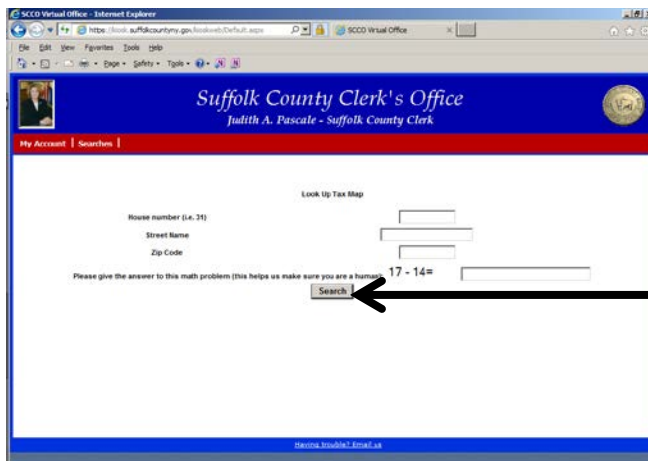 SCCO Virtual Office - Internet Explorer
SCCO Virtual Office
File Edit View Favorites Tools Help
Page Safety Tools
Suffolk County Clerk's Office
Judith A. Pascale - Suffolk County Clerk
My Account | Searches |
Look Up Tax Map
House number (i.e. 31)
Street Name
Zip Code
Please give the answer to this math problem (this helps us make sure you are a human): 17 - 14=
Search
Having trouble? Email us